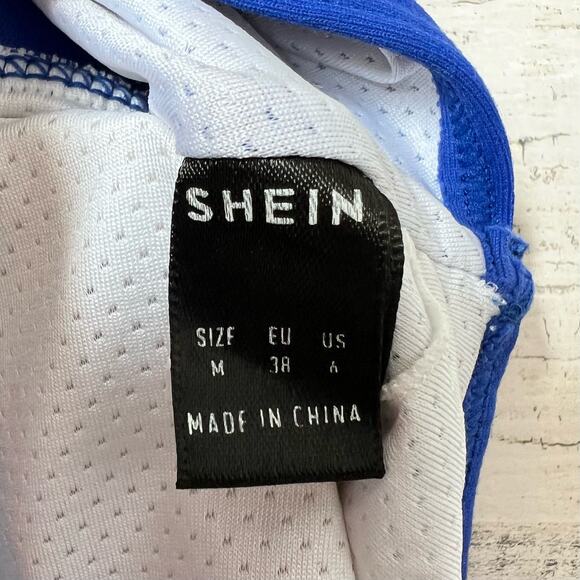 SHEIN
SIZE EU US
M 38 6
MADE IN CHINA